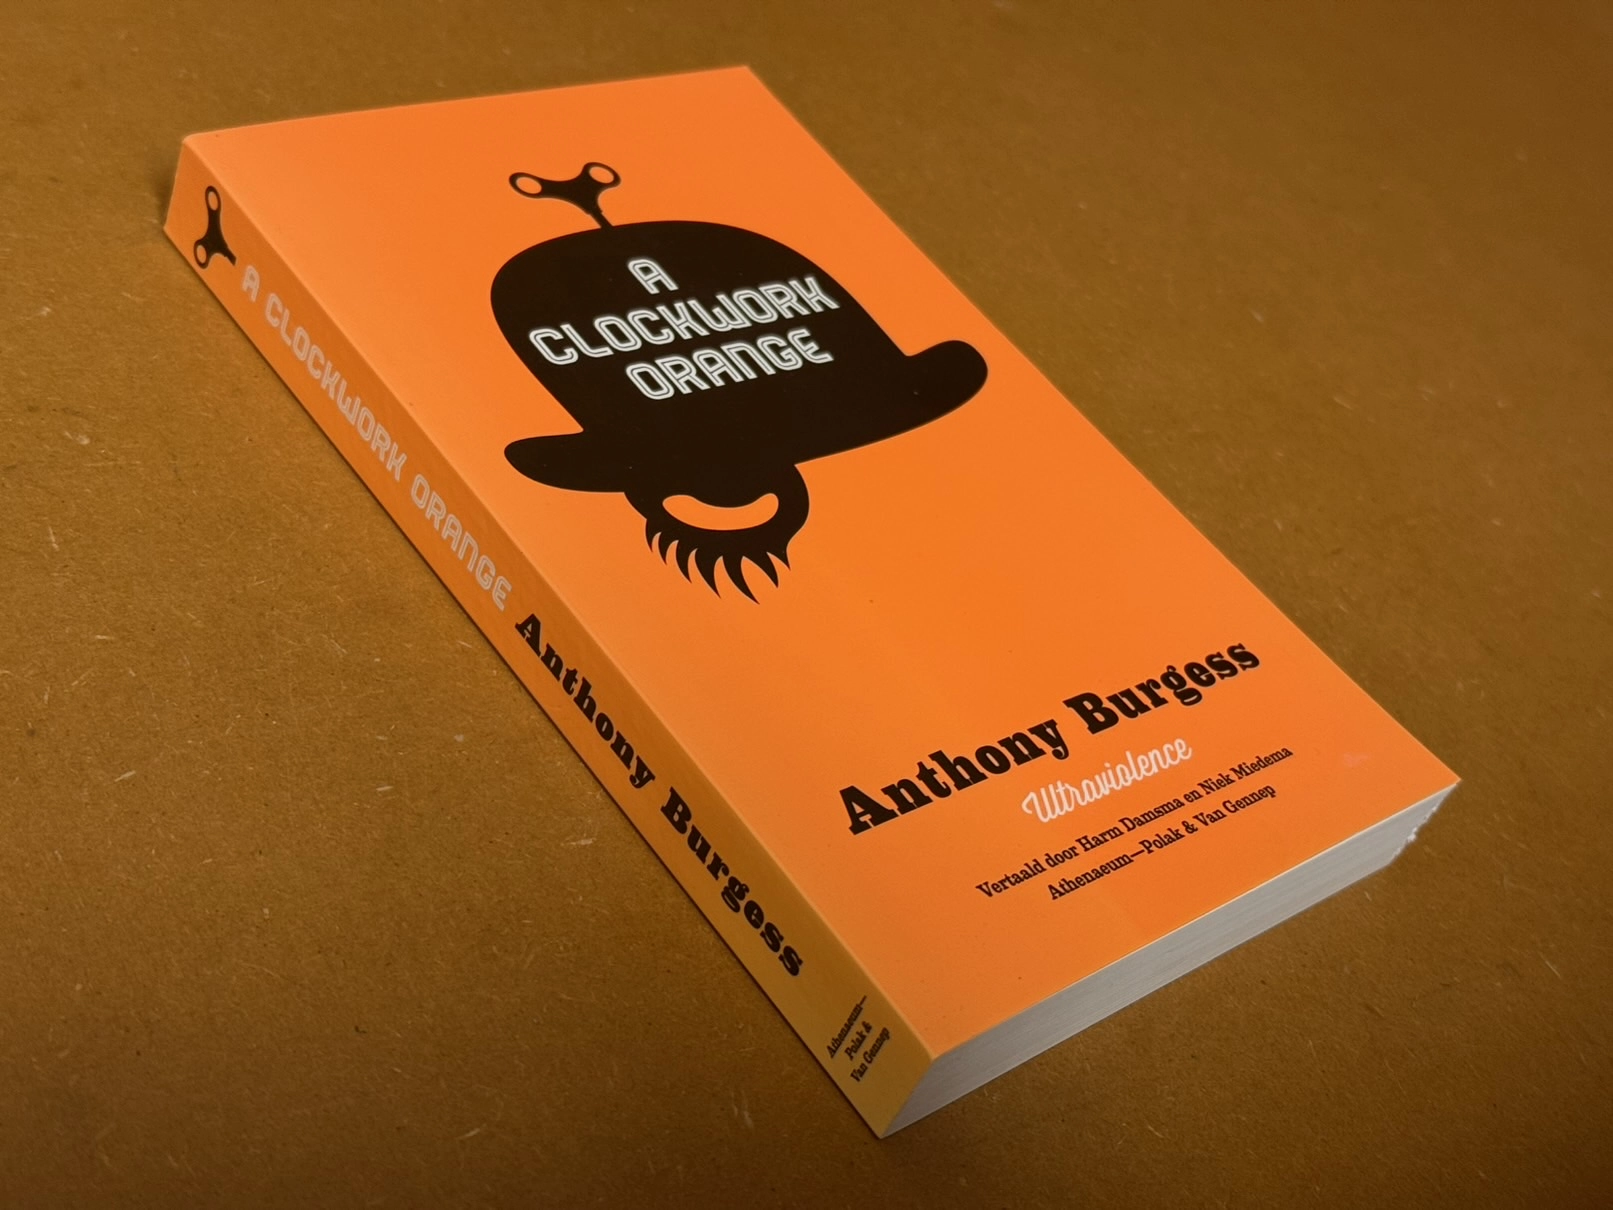 A
CLOCKWORK
ORANGE
Anthony Burgess
Ultraviolence
Vertaald door Harm Damsma en Niek Miedema
Athenaeum—Polak & Van Gennep
A CLOCKWORK ORANGE Anthony Burgess
Athenaeum—
Polak &
Van Gennep